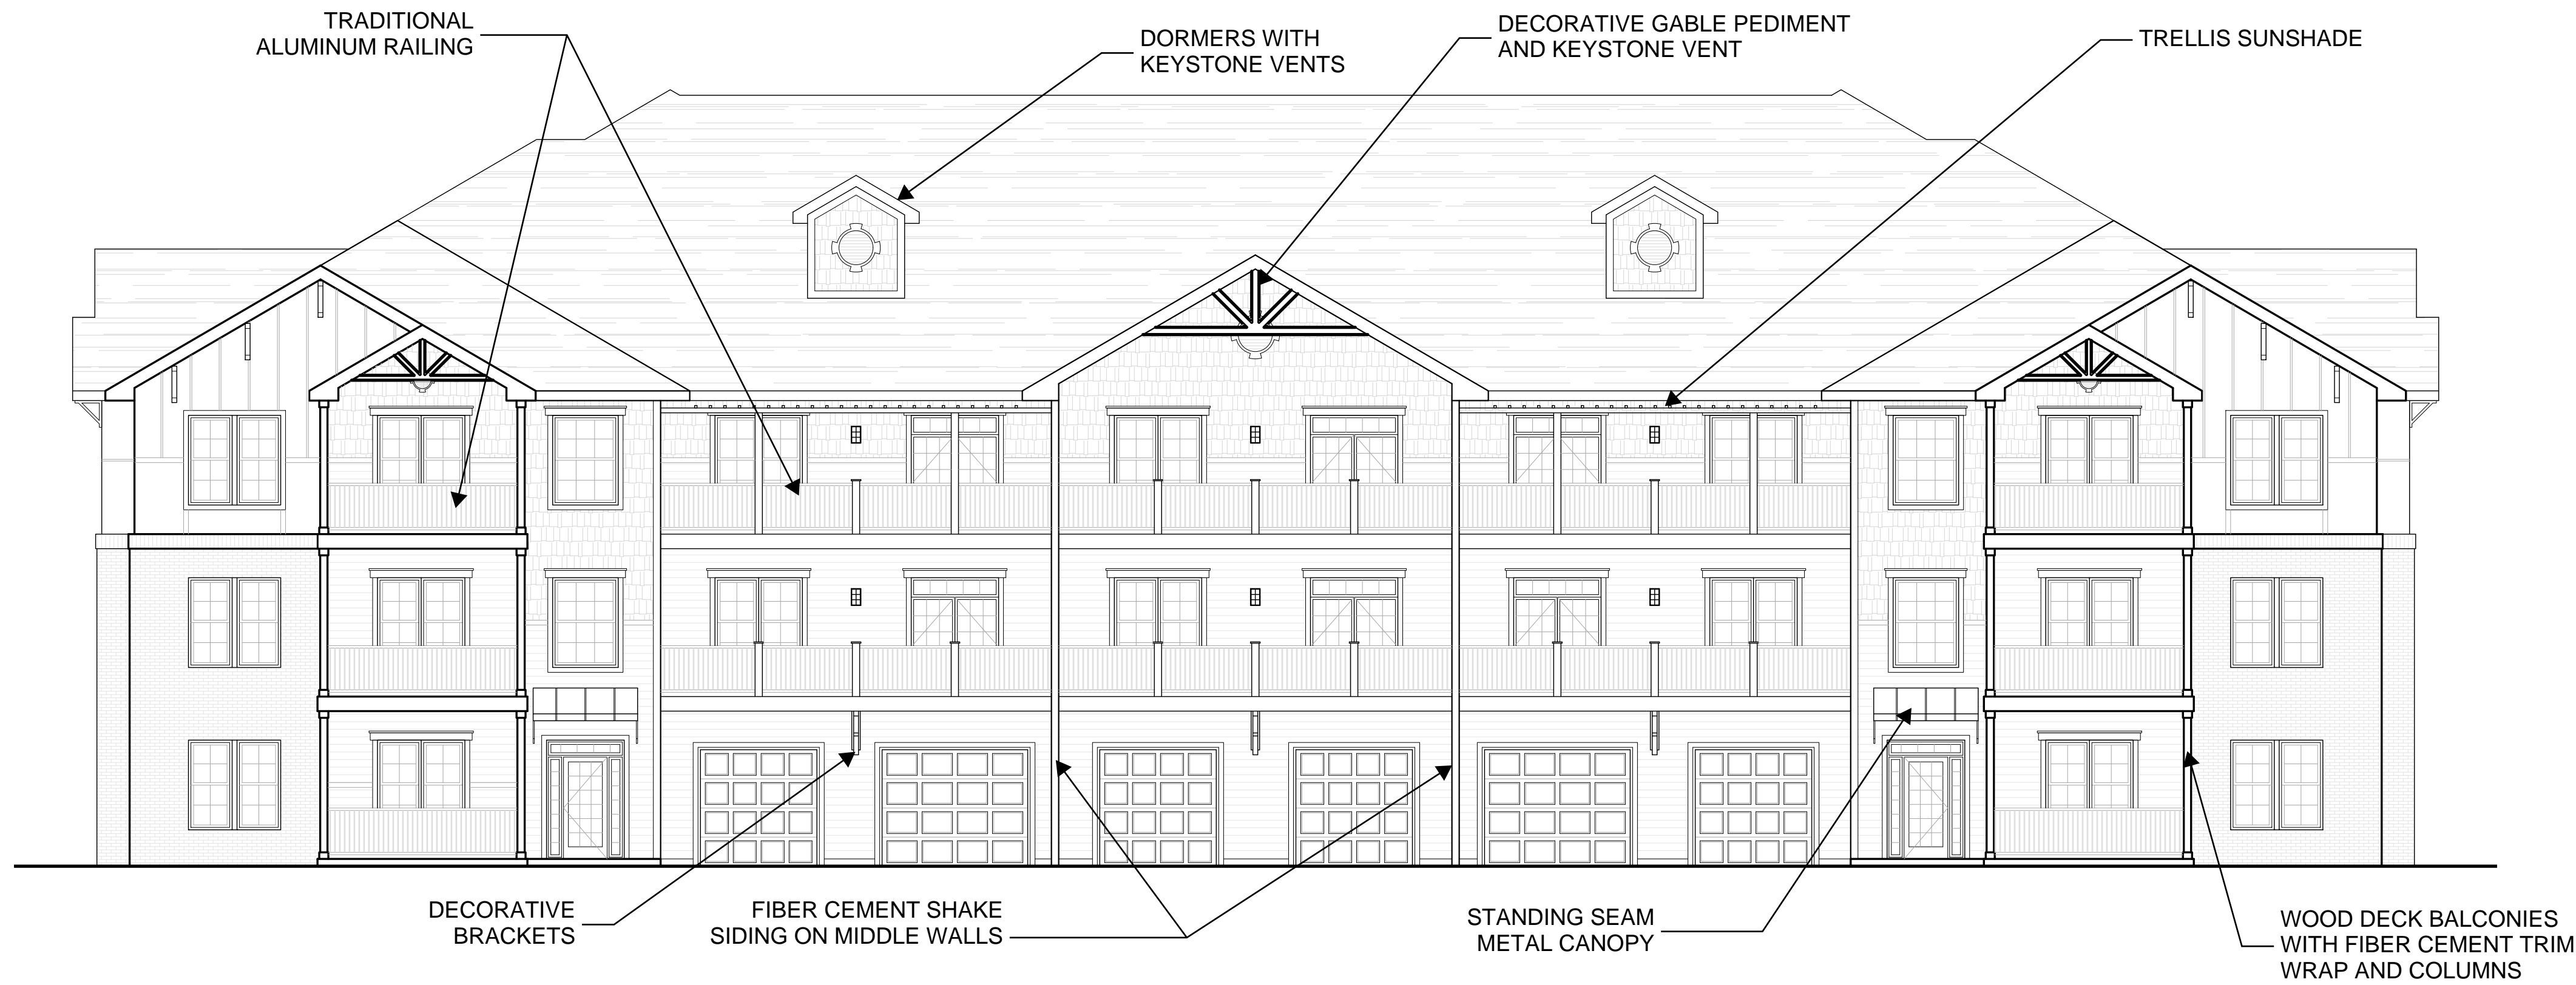 TRADITIONAL
ALUMINUM RAILING
DORMERS WITH
KEYSTONE VENTS
DECORATIVE GABLE PEDIMENT
AND KEYSTONE VENT
TRELLIS SUNSHADE
DECORATIVE
BRACKETS
FIBER CEMENT SHAKE
SIDING ON MIDDLE WALLS
STANDING SEAM
METAL CANOPY
WOOD DECK BALCONIES
WITH FIBER CEMENT TRIM
WRAP AND COLUMNS